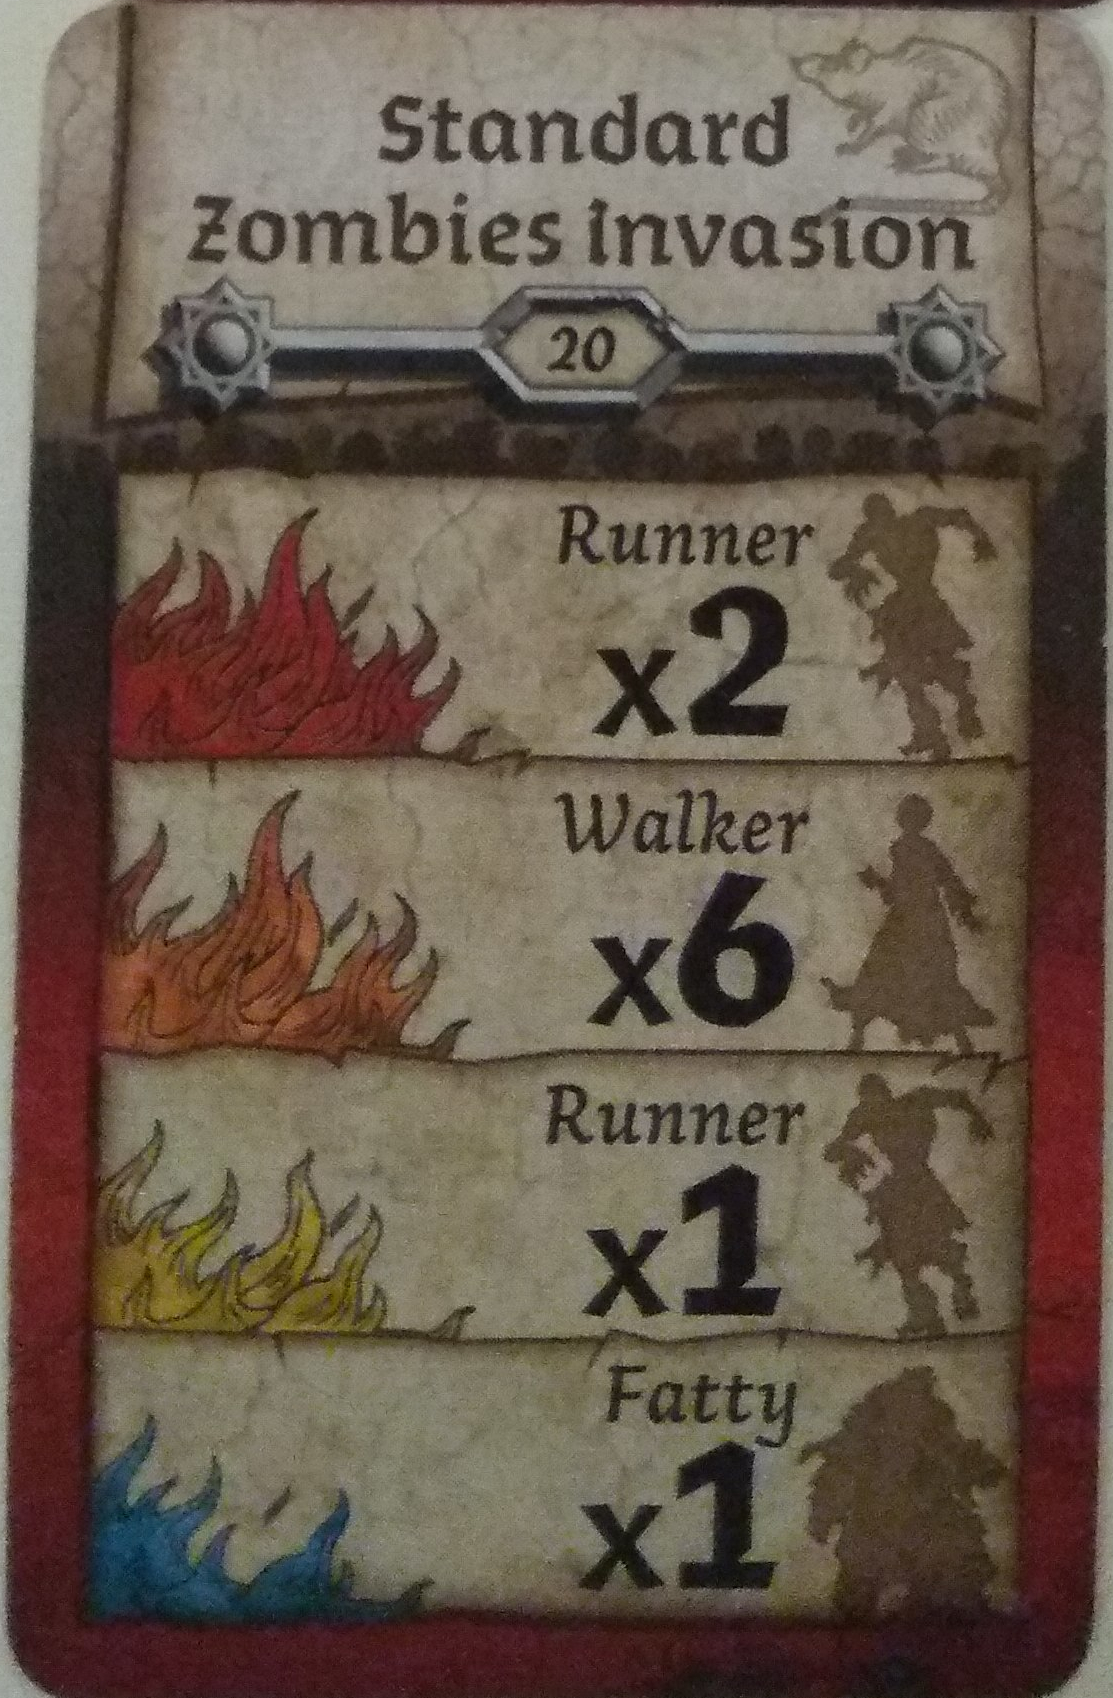 Standard
Zombies Invasion
20
Runner
x2
Walker
x6
Runner
x1
Fatty
x1